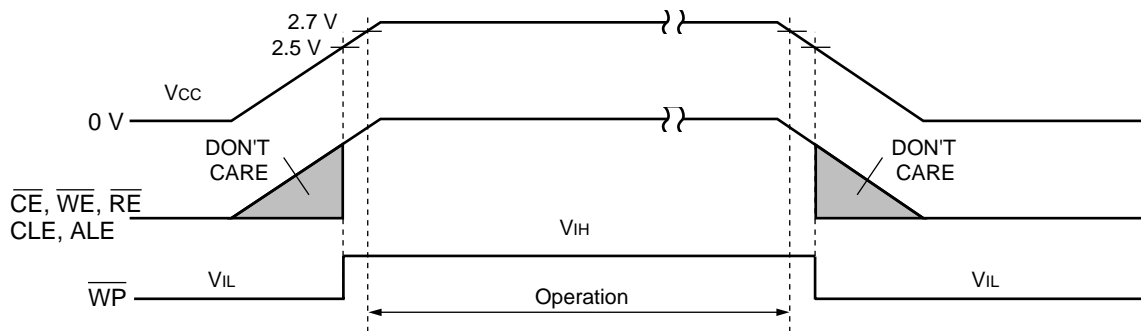 2.7 V
2.5 V
VCC
0 V
DON'T
CARE
DON'T
CARE
CE, WE, RE
CLE, ALE
VIH
VIL
VIL
WP
Operation